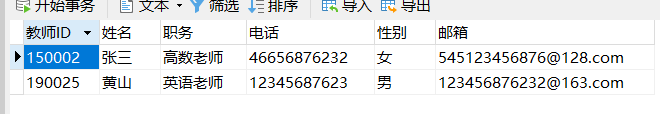 开始事务 文本 筛选 排序 导入 导出
教师ID 姓名 职务 电话 性别 邮箱
150002 张三 高数老师 46656876232 女 545123456876@128.com
190025 黄山 英语老师 12345687623 男 123456876232@163.com